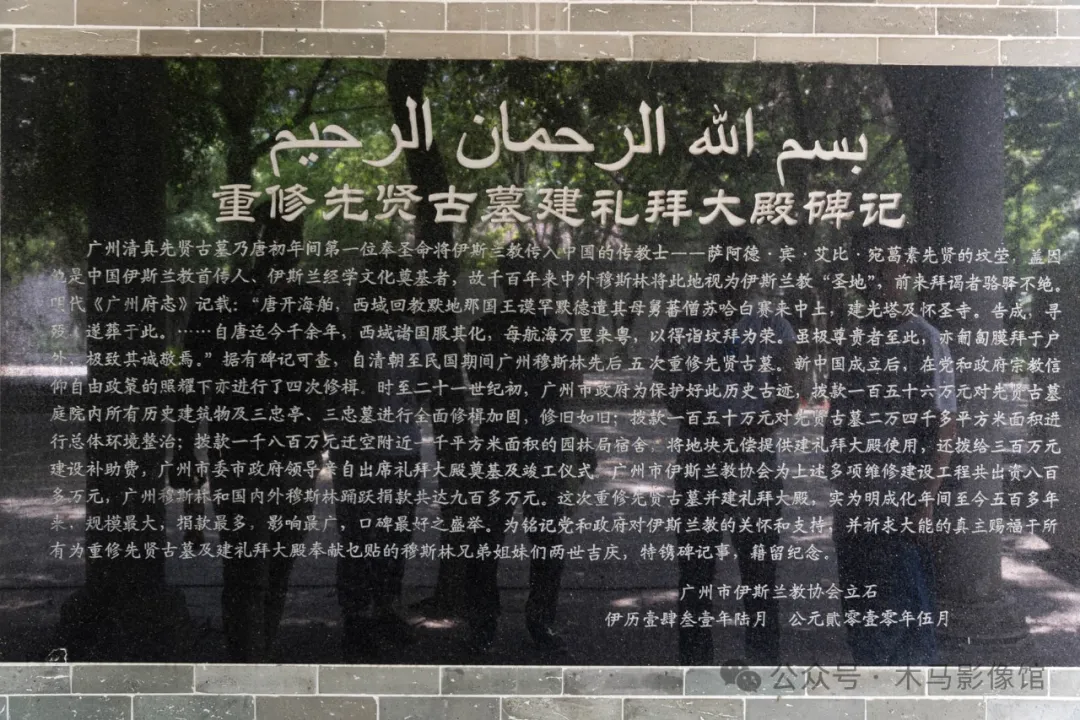 بسم الله الرحمان الرحيم
重修先贤古墓建礼拜大殿碑记
广州清真先贤古墓乃唐初年间第一位奉圣命将伊斯兰教传入中国的传教士——萨阿德·宾·艾比·宛葛素先贤的坟茔，盖因
他是中国伊斯兰教首传人、伊斯兰经学文化奠基者，故千百年来中外穆斯林将此地视为伊斯兰教“圣地”，前来拜谒者骆驿不绝。
明代《广州府志》记载：“唐开海舶，西域回教默地那国王谟罕默德遣其母舅蕃僧苏哈白赛来中土，建光塔及怀圣寺。告成，寻
殁，遂葬于此。……自唐迄今千余年，西域诸国服其化，每航海万里来粤，以得诣坟拜为荣。虽极尊贵者至此，亦匍匐膜拜于户
外，极致其诚敬焉。”据有碑记可查，自清朝至民国期间广州穆斯林先后五次重修先贤古墓。新中国成立后，在党和政府宗教信
仰自由政策的照耀下亦进行了四次修楫。时至二十一世纪初，广州市政府为保护好此历史古迹，拨款一百五十六万元对先贤古墓
庭院内所有历史建筑物及三忠亭、三忠墓进行全面修楫加固，修旧如旧；拨款一百五十万元对先贤古墓二万四千多平方米面积进
行总体环境整治；拨款一千八百万元迁空附近一千平方米面积的园林局宿舍，将地块无偿提供建礼拜大殿使用，还拨给三百万元
建设补助费，广州市委市政府领导亲自出席礼拜大殿奠基及竣工仪式。广州市伊斯兰教协会为上述多项维修建设工程共出资八百
多万元，广州穆斯林和国内外穆斯林踊跃捐款共达九百多万元。这次重修先贤古墓并建礼拜大殿，实为明成化年间至今五百多年
来，规模最大，捐款最多，影响最广，口碑最好之盛举。为铭记党和政府对伊斯兰教的关怀和支持，并祈求大能的真主赐福于所
有为重修先贤古墓及建礼拜大殿奉献乜贴的穆斯林兄弟姐妹们两世吉庆，特镌碑记事，藉留纪念。
广州市伊斯兰教协会立石
伊历壹肆叁壹年陆月　公元贰零壹零年伍月
公众号·木马影像馆